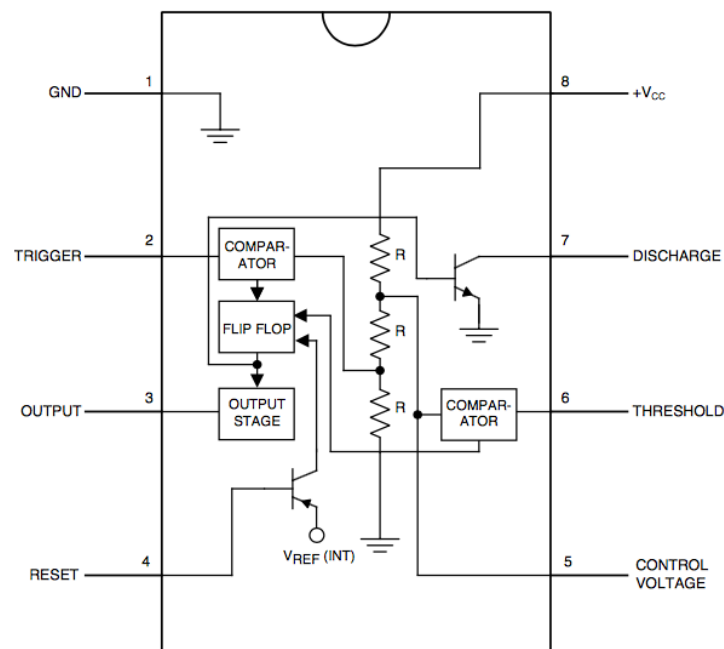 GND
1
8
+VCC
TRIGGER
2
COMPAR-
ATOR
R
7
DISCHARGE
FLIP FLOP
R
OUTPUT
3
OUTPUT
STAGE
R
COMPAR-
ATOR
6
THRESHOLD
VREF (INT)
RESET
4
5
CONTROL
VOLTAGE